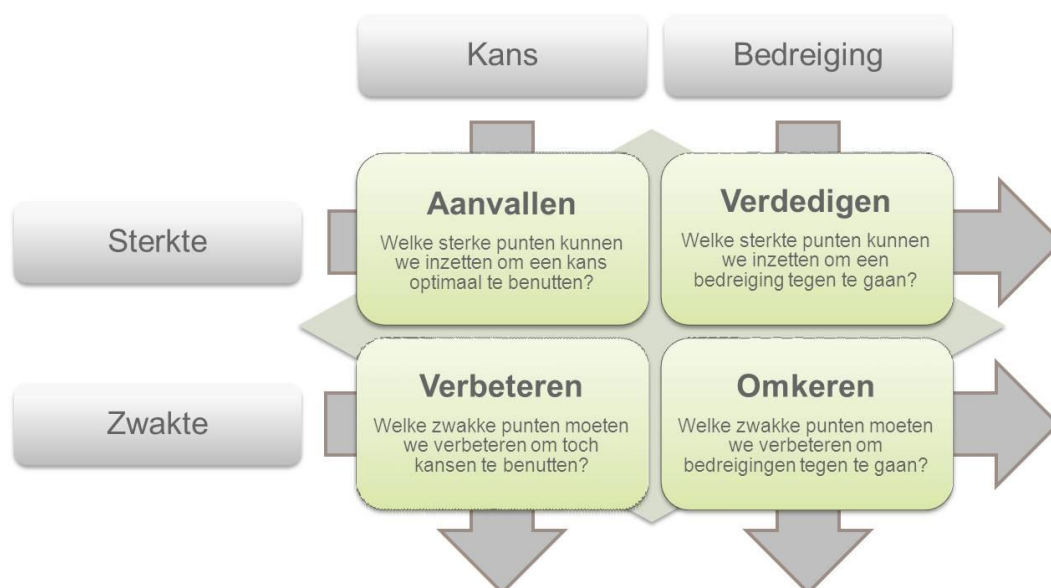 Kans
Bedreiging
Sterkte
Aanvallen
Welke sterke punten kunnen
we inzetten om een kans
optimaal te benutten?
Verdedigen
Welke sterkte punten kunnen
we inzetten om een
bedreiging tegen te gaan?
Zwakte
Verbeteren
Welke zwakke punten moeten
we verbeteren om toch
kansen te benutten?
Omkeren
Welke zwakke punten moeten
we verbeteren om
bedreigingen tegen te gaan?